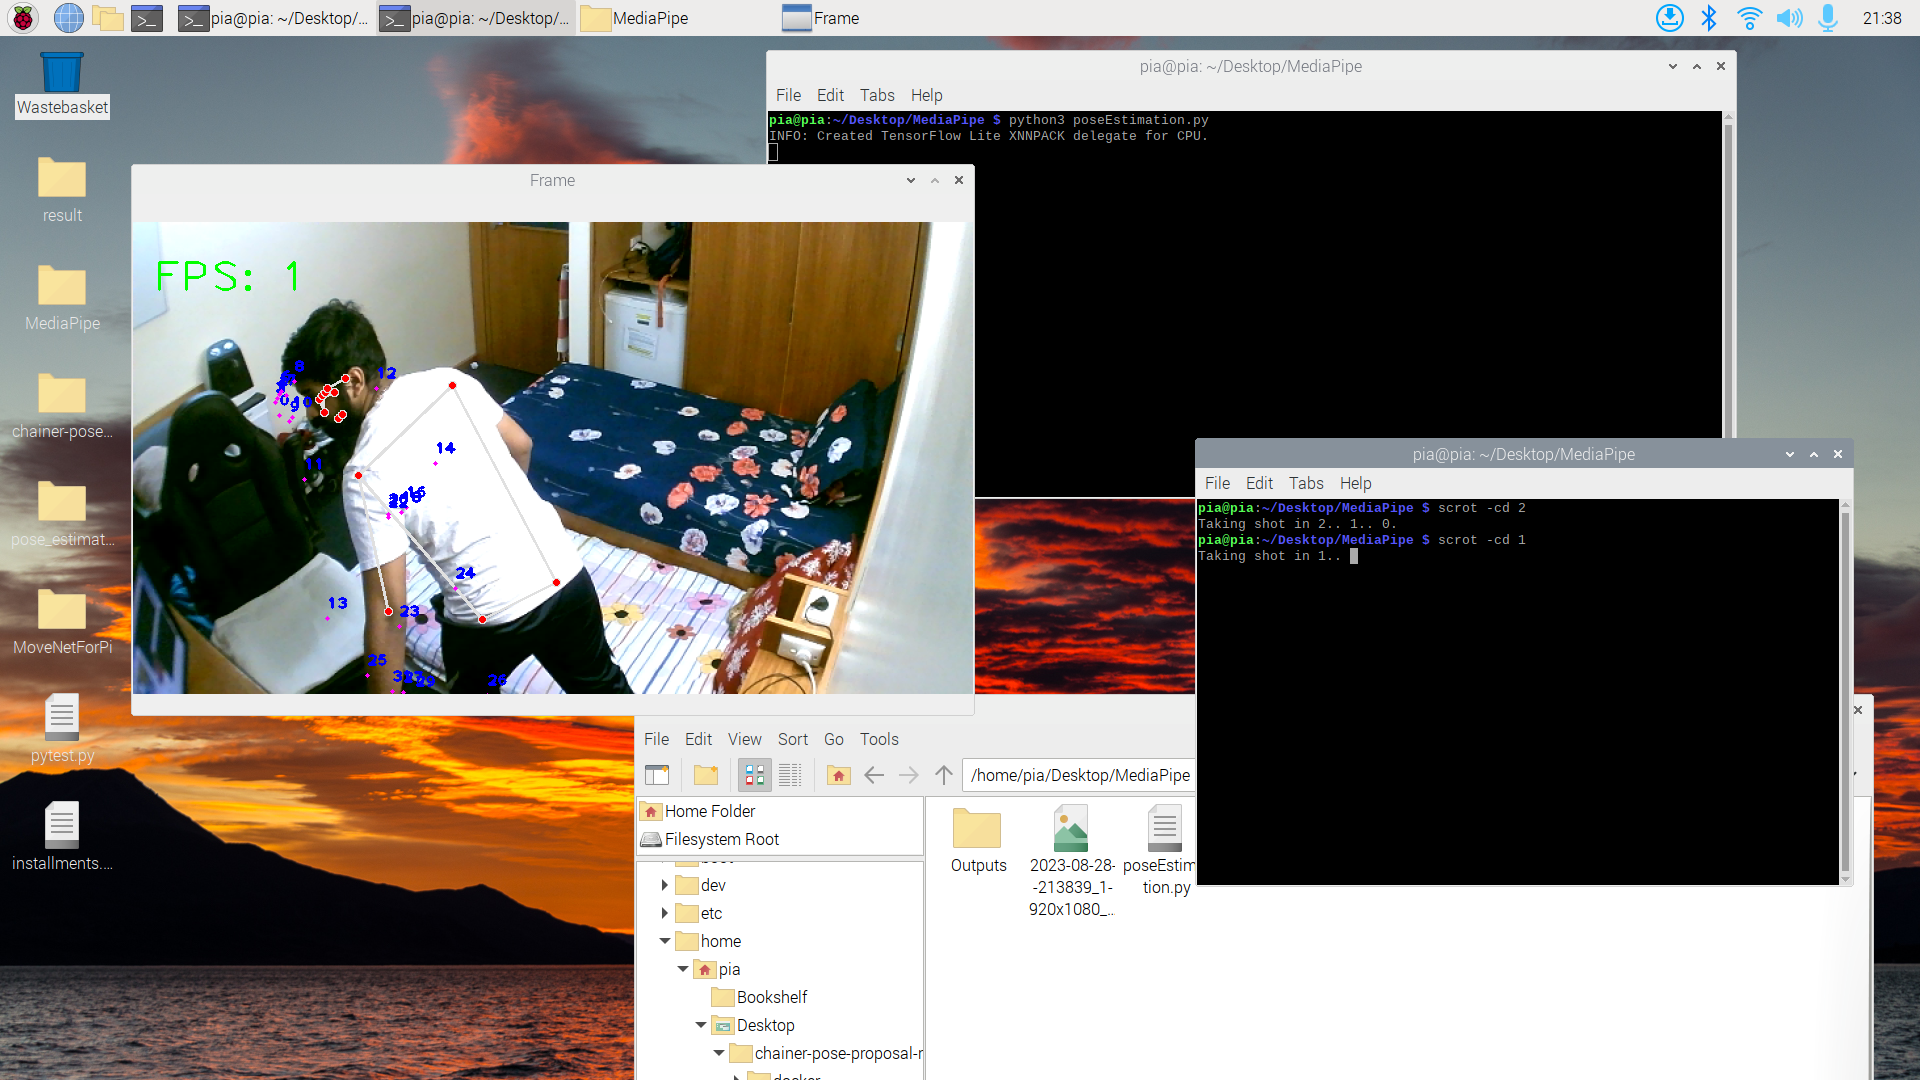 pia@pia: ~/Desktop/...
pia@pia: ~/Desktop/...
MediaPipe
Frame
21:38
Wastebasket
result
MediaPipe
chainer-pose...
pose_estimat...
MoveNetForPi
pytest.py
installments....
pia@pia: ~/Desktop/MediaPipe
File Edit Tabs Help
pia@pia:~/Desktop/MediaPipe $ python3 poseEstimation.py
INFO: Created TensorFlow Lite XNNPACK delegate for CPU.
Frame
FPS: 1
8
12
0
9
14
11
16
24
13
23
25
29
26
pia@pia: ~/Desktop/MediaPipe
File Edit Tabs Help
pia@pia:~/Desktop/MediaPipe $ scrot -cd 2
Taking shot in 2.. 1.. 0.
pia@pia:~/Desktop/MediaPipe $ scrot -cd 1
Taking shot in 1..
File Edit View Sort Go Tools
/home/pia/Desktop/MediaPipe
Home Folder
Filesystem Root
dev
etc
home
pia
Bookshelf
Desktop
chainer-pose-proposal-r
docker
Outputs
2023-08-28-
-213839_1-
920x1080_...
poseEstim
tion.py